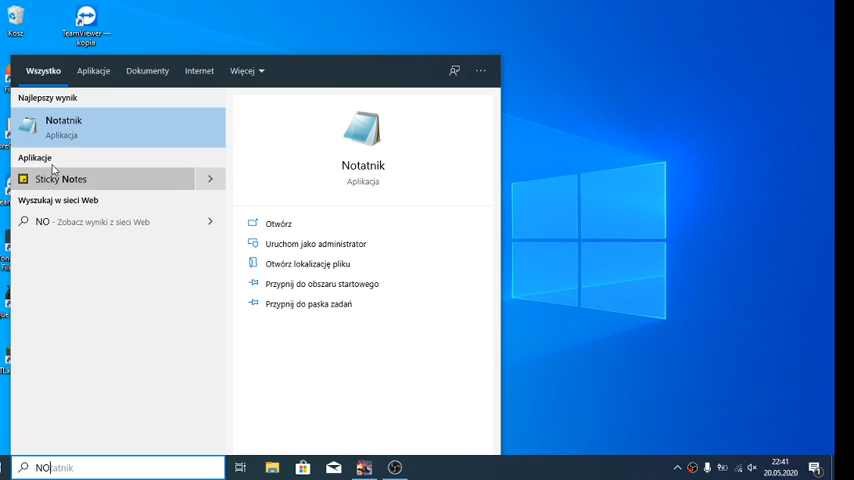 Kosz
TeamViewer — kopia
Wszystko Aplikacje Dokumenty Internet Więcej
Najlepszy wynik
Notatnik
Aplikacja
Aplikacje
Sticky Notes
Wyszukaj w sieci Web
NO - Zobacz wyniki z sieci Web
Notatnik
Aplikacja
Otwórz
Uruchom jako administrator
Otwórz lokalizację pliku
Przypnij do obszaru startowego
Przypnij do paska zadań
NOtatnik
22:41
20.05.2020
1